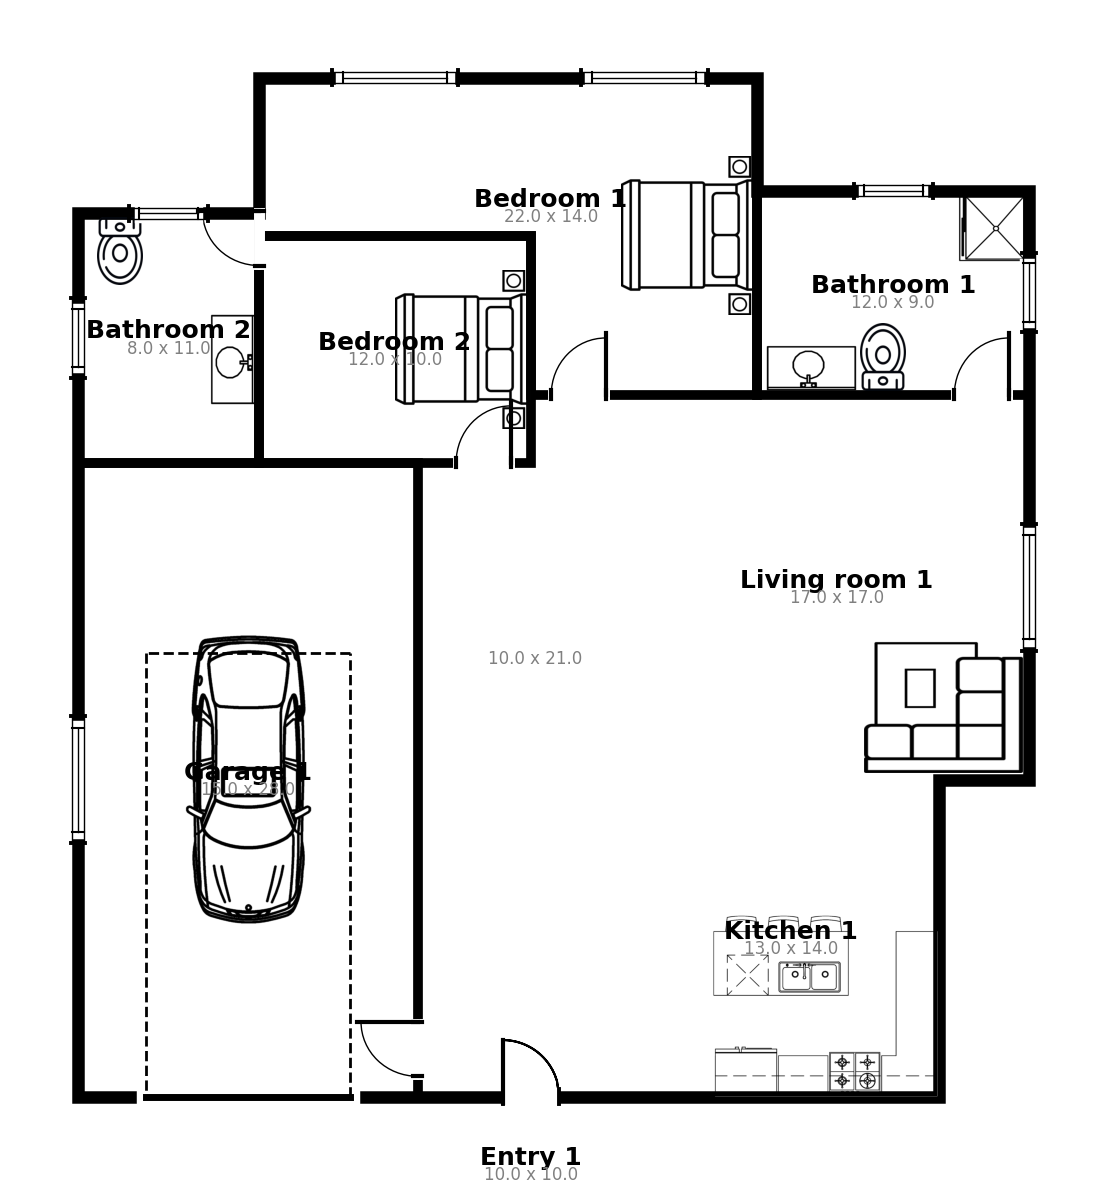 Bedroom 1
22.0 x 14.0
Bathroom 1
12.0 x 9.0
Bathroom 2
8.0 x 11.0
Bedroom 2
12.0 x 10.0
Living room 1
17.0 x 17.0
10.0 x 21.0
Garage 1
15.0 x 28.0
Kitchen 1
13.0 x 14.0
Entry 1
10.0 x 10.0